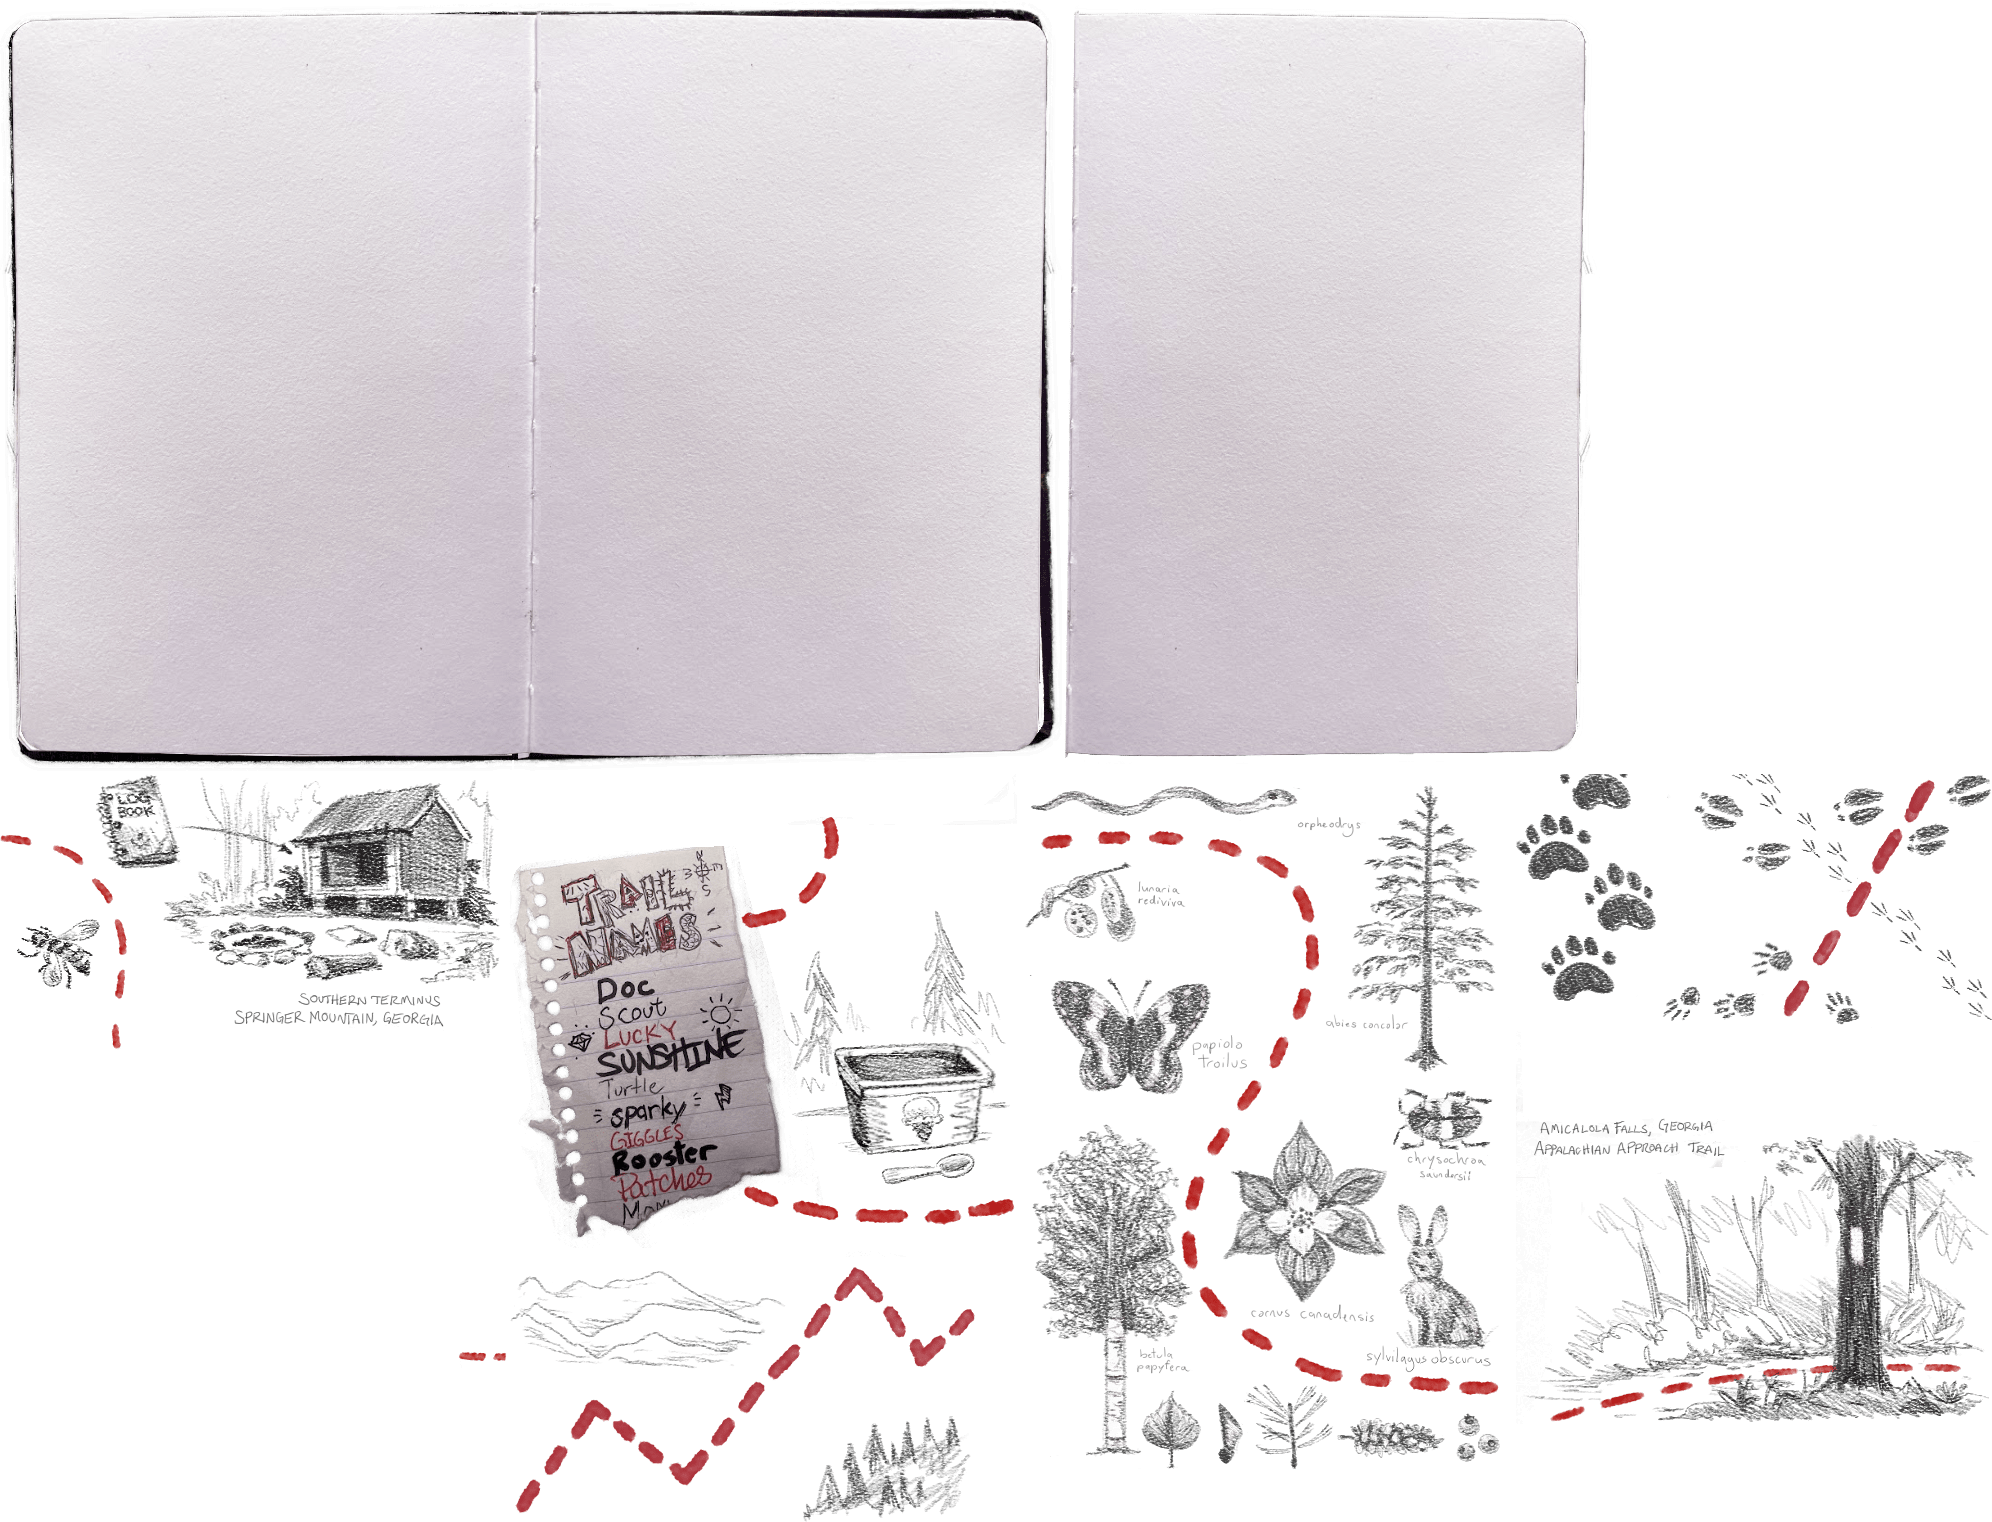 LOG
BOOK
SOUTHERN TERMINUS
SPRINGER MOUNTAIN, GEORGIA
TRAIL
NAMES
N
E
S
DOC
Scout
LUCKY
SUNSHINE
Turtle
sparky
GIGGLES
Rooster
Patches
orpheodrys
lunaria
rediviva
papiolo
troilus
abies concolor
chrysochroa
saundersii
carnus canadensis
betula
papyfera
sylvilagus obscurus
AMICALOLA FALLS, GEORGIA
APPALACHIAN APPROACH TRAIL